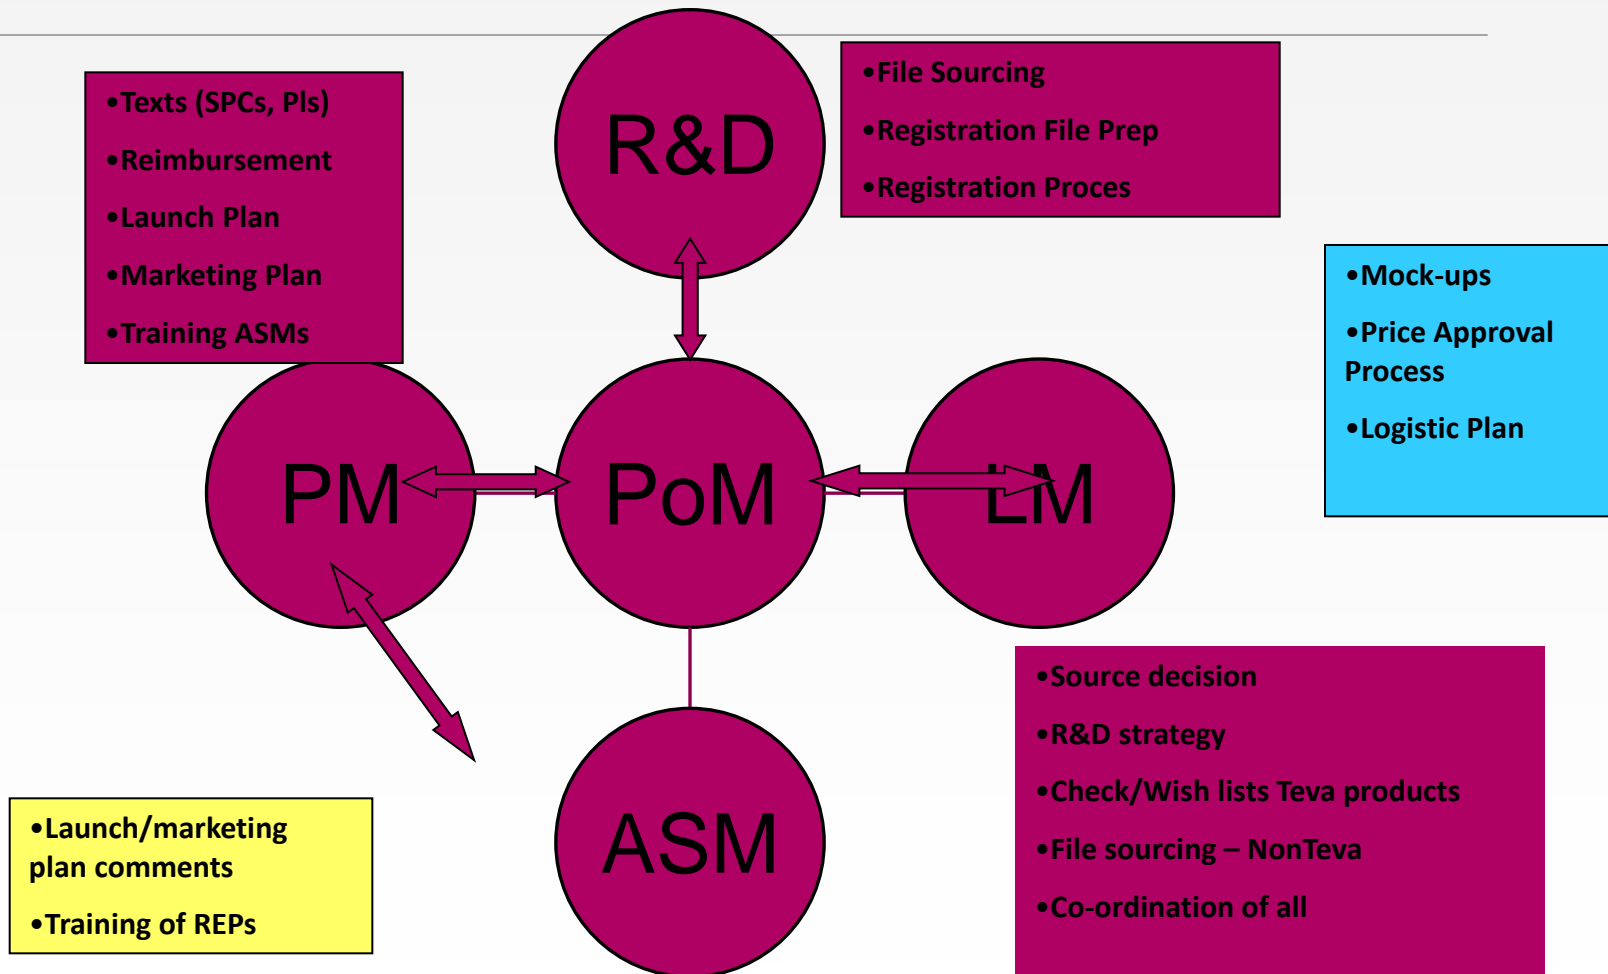 R&D
•Texts (SPCs, PIs)
•Reimbursement
•Launch Plan
•Marketing Plan
•Training ASMs
•File Sourcing
•Registration File Prep
•Registration Proces
•Mock-ups
•Price Approval
Process
•Logistic Plan
PM
PoM
LM
ASM
•Source decision
•R&D strategy
•Check/Wish lists Teva products
•File sourcing – NonTeva
•Co-ordination of all
•Launch/marketing
plan comments
•Training of REPs